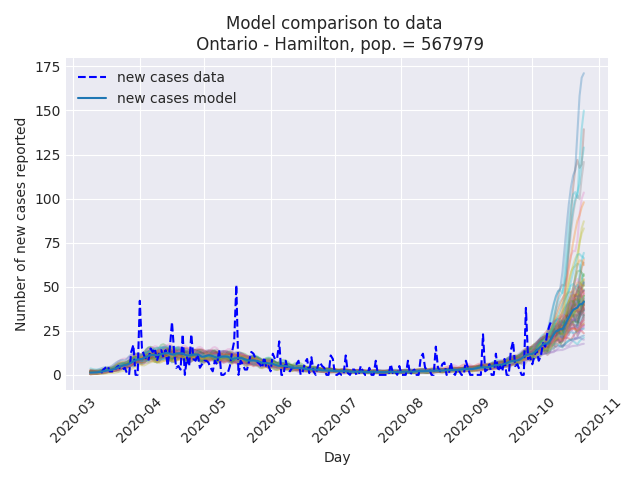 Model comparison to data
Ontario - Hamilton, pop. = 567979
new cases data
new cases model
Number of new cases reported
175
150
125
100
75
50
25
0
2020-03
2020-04
2020-05
2020-06
2020-07
2020-08
2020-09
2020-10
2020-11
Day